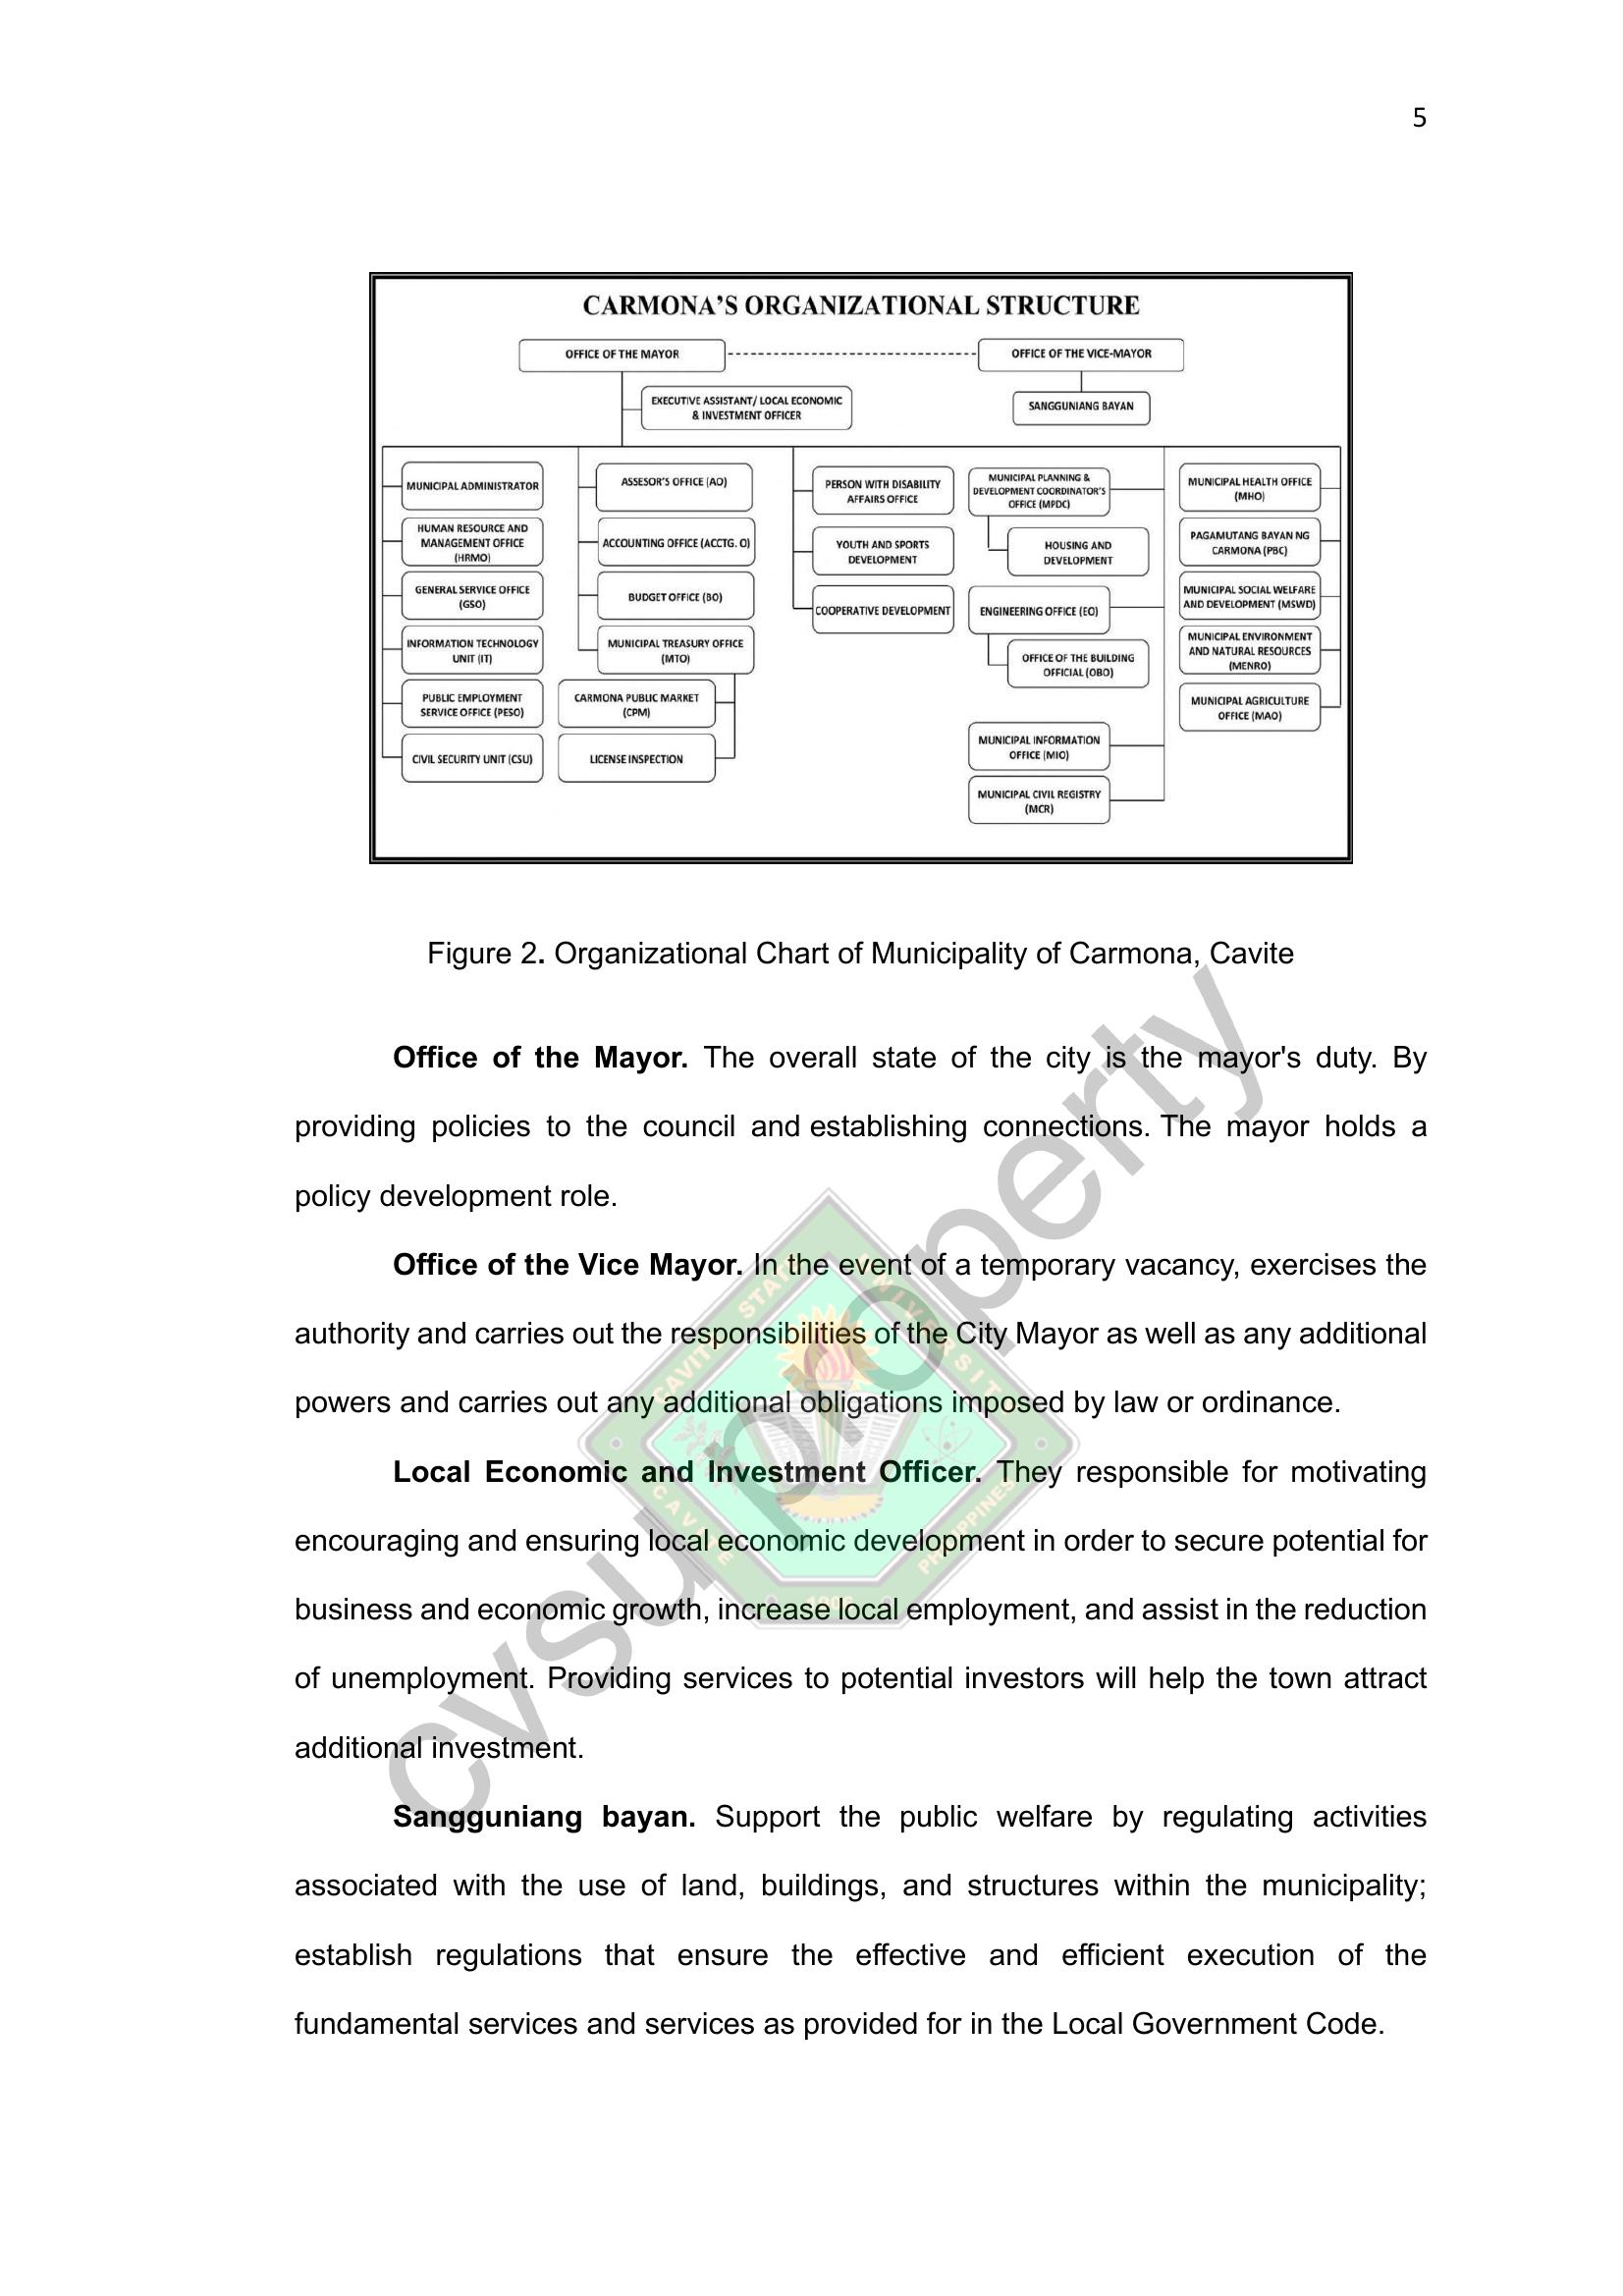 5
CARMONA'S ORGANIZATIONAL STRUCTURE
OFFICE OF THE MAYOR
OFFICE OF THE VICE-MAYOR
EXECUTIVE ASSISTANT/ LOCAL ECONOMIC
& INVESTMENT OFFICER
SANGGUNIANG BAYAN
MUNICIPAL ADMINISTRATOR
HUMAN RESOURCE AND
MANAGEMENT OFFICE
(HRMO)
GENERAL SERVICE OFFICE
(GSO)
INFORMATION TECHNOLOGY
UNIT (IT)
PUBLIC EMPLOYMENT
SERVICE OFFICE (PESO)
CIVIL SECURITY UNIT (CSU)
ASSESOR'S OFFICE (AO)
ACCOUNTING OFFICE (ACCTG. O)
BUDGET OFFICE (BO)
MUNICIPAL TREASURY OFFICE
(MTO)
CARMONA PUBLIC MARKET
(CPM)
LICENSE INSPECTION
PERSON WITH DISABILITY
AFFAIRS OFFICE
YOUTH AND SPORTS
DEVELOPMENT
COOPERATIVE DEVELOPMENT
MUNICIPAL PLANNING &
DEVELOPMENT COORDINATOR'S
OFFICE (MPDC)
HOUSING AND
DEVELOPMENT
ENGINEERING OFFICE (EO)
OFFICE OF THE BUILDING
OFFICIAL (OBO)
MUNICIPAL INFORMATION
OFFICE (MIO)
MUNICIPAL CIVIL REGISTRY
(MCR)
MUNICIPAL HEALTH OFFICE
(MHO)
PAGAMUTANG BAYAN NG
CARMONA (PBC)
MUNICIPAL SOCIAL WELFARE
AND DEVELOPMENT (MSWD)
MUNICIPAL ENVIRONMENT
AND NATURAL RESOURCES
(MENRO)
MUNICIPAL AGRICULTURE
OFFICE (MAO)
Figure 2. Organizational Chart of Municipality of Carmona, Cavite
Office of the Mayor. The overall state of the city is the mayor's duty. By
providing policies to the council and establishing connections. The mayor holds a
policy development role.
Office of the Vice Mayor. In the event of a temporary vacancy, exercises the
authority and carries out the responsibilities of the City Mayor as well as any additional
powers and carries out any additional obligations imposed by law or ordinance.
Local Economic and Investment Officer. They responsible for motivating
encouraging and ensuring local economic development in order to secure potential for
business and economic growth, increase local employment, and assist in the reduction
of unemployment. Providing services to potential investors will help the town attract
additional investment.
Sangguniang bayan. Support the public welfare by regulating activities
associated with the use of land, buildings, and structures within the municipality;
establish regulations that ensure the effective and efficient execution of the
fundamental services and services as provided for in the Local Government Code.
cvsu property
CAVITE STATE UNIVERSITY
CAVITE PHILIPPINES
1906